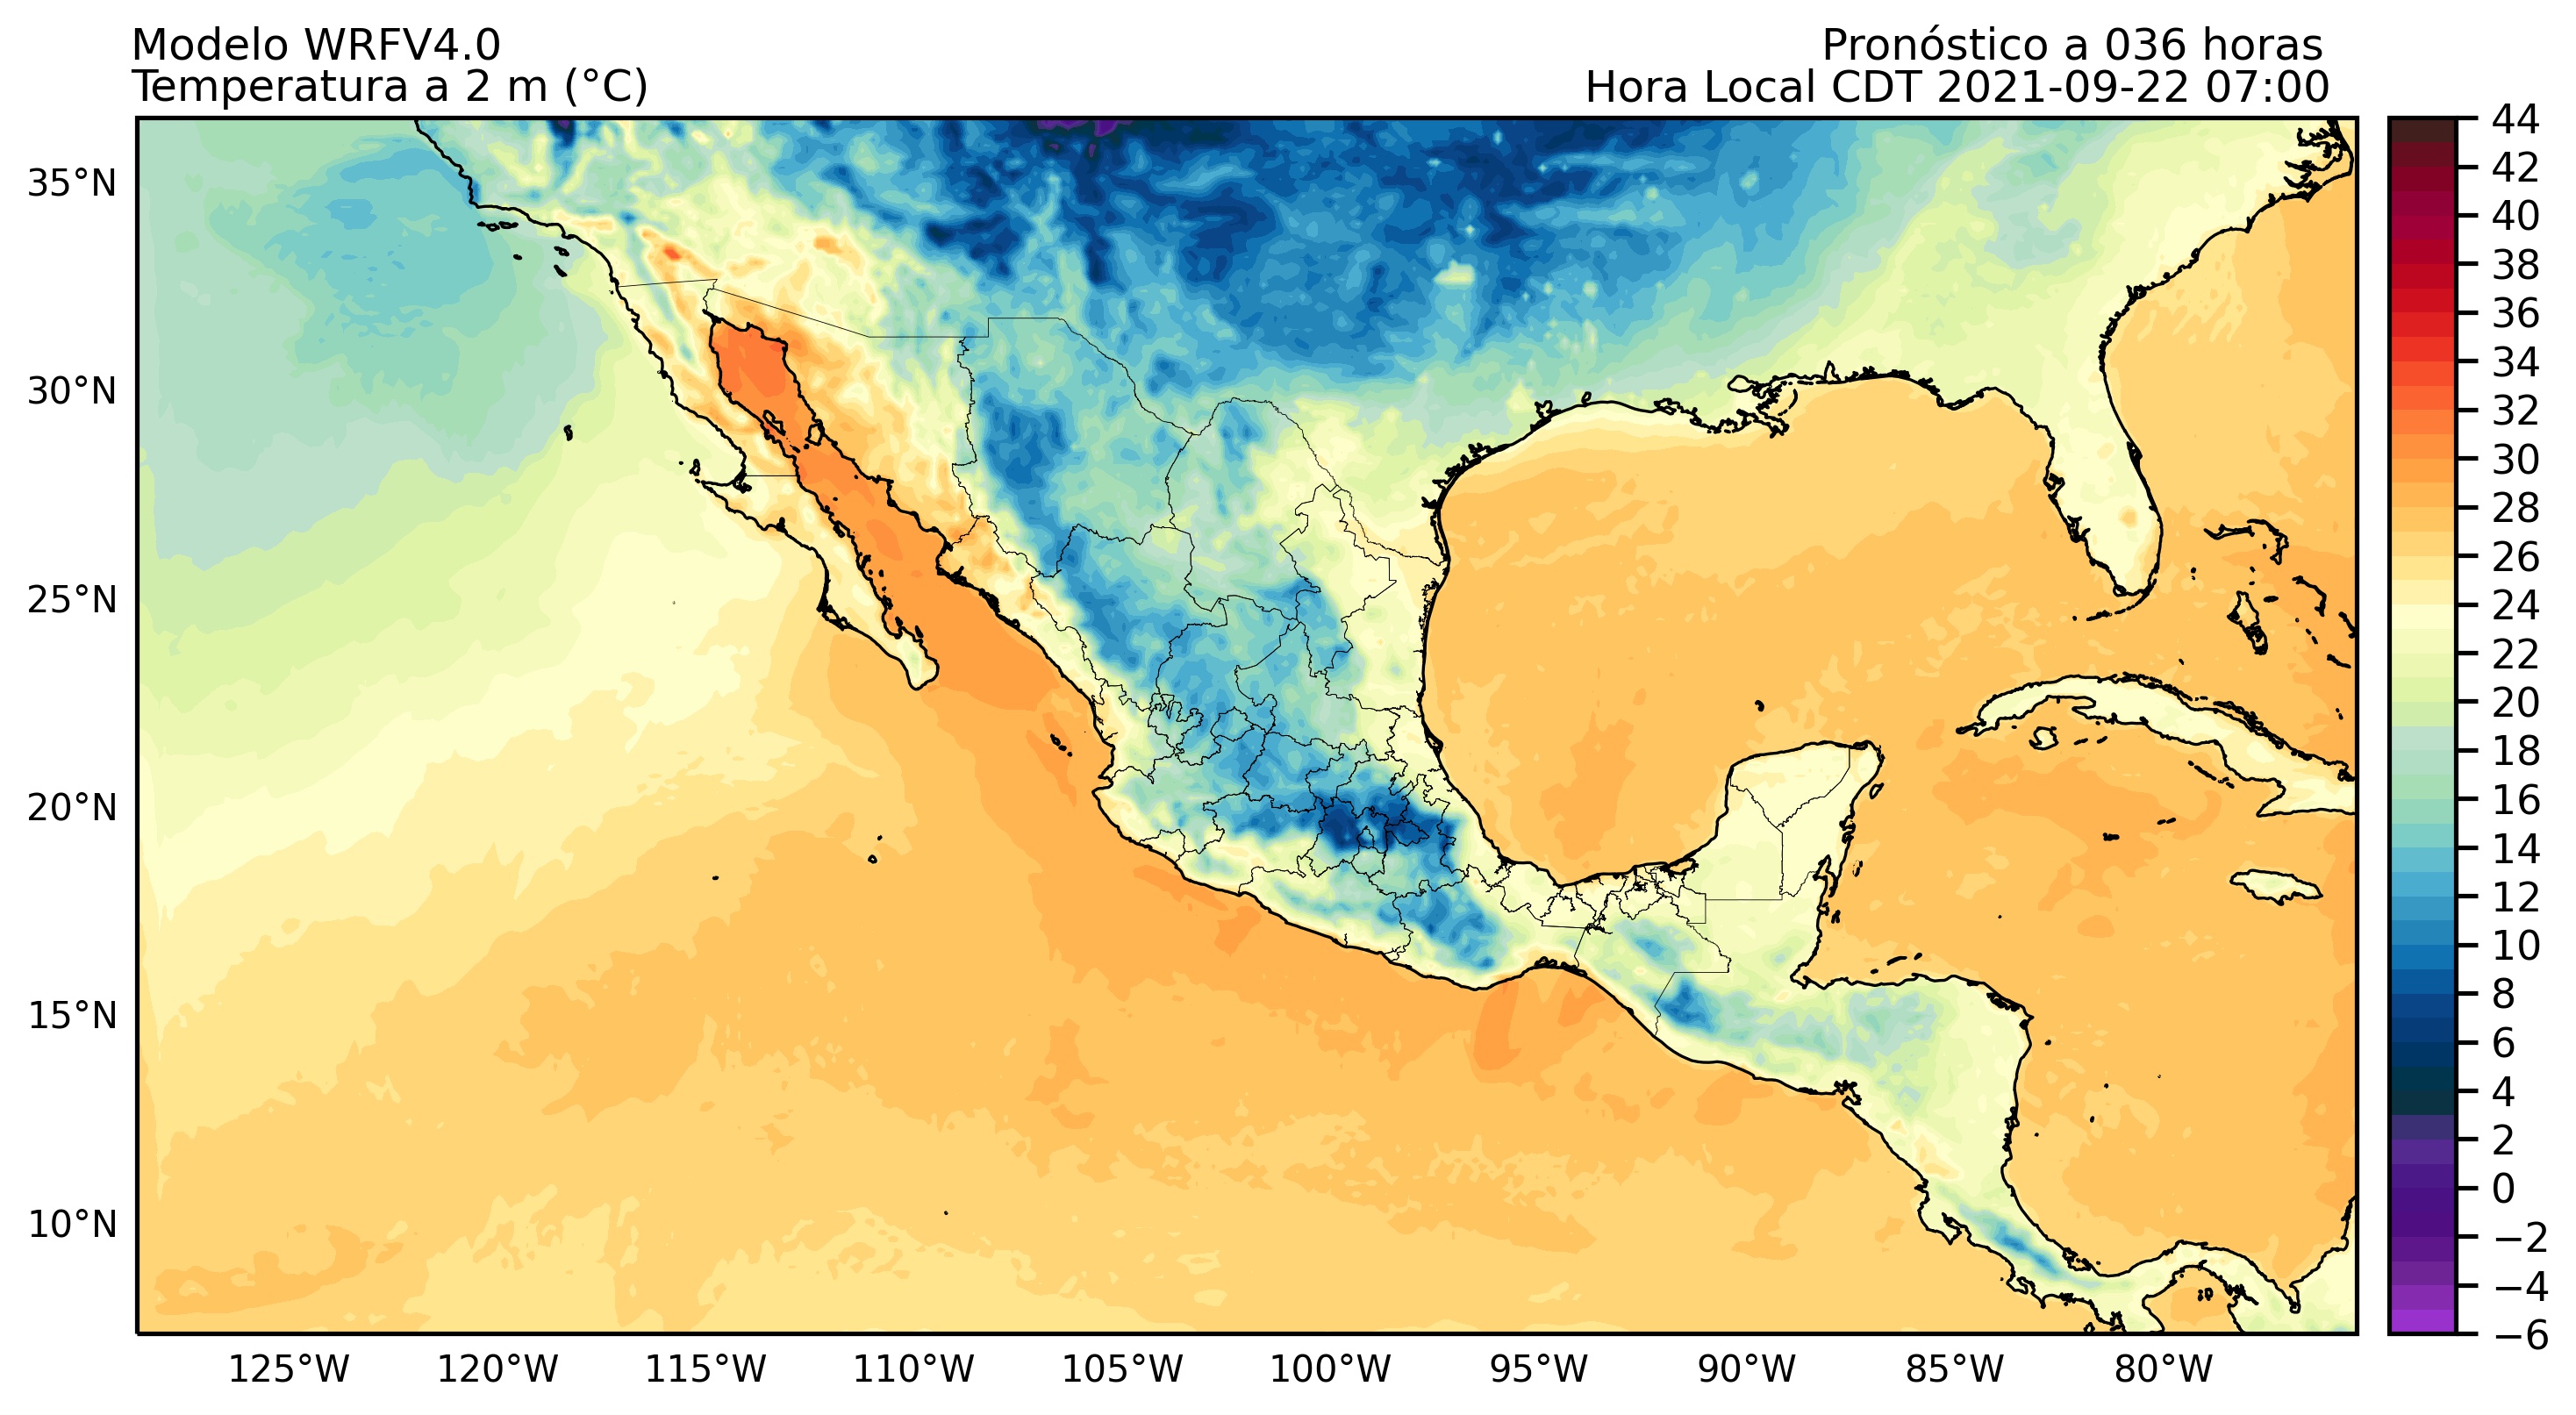 Modelo WRFV4.0
Temperatura a 2 m (°C)
Pronóstico a 036 horas
Hora Local CDT 2021-09-22 07:00
35°N
30°N
25°N
20°N
15°N
10°N
125°W
120°W
115°W
110°W
105°W
100°W
95°W
90°W
85°W
80°W
44
42
40
38
36
34
32
30
28
26
24
22
20
18
16
14
12
10
8
6
4
2
0
−2
−4
−6